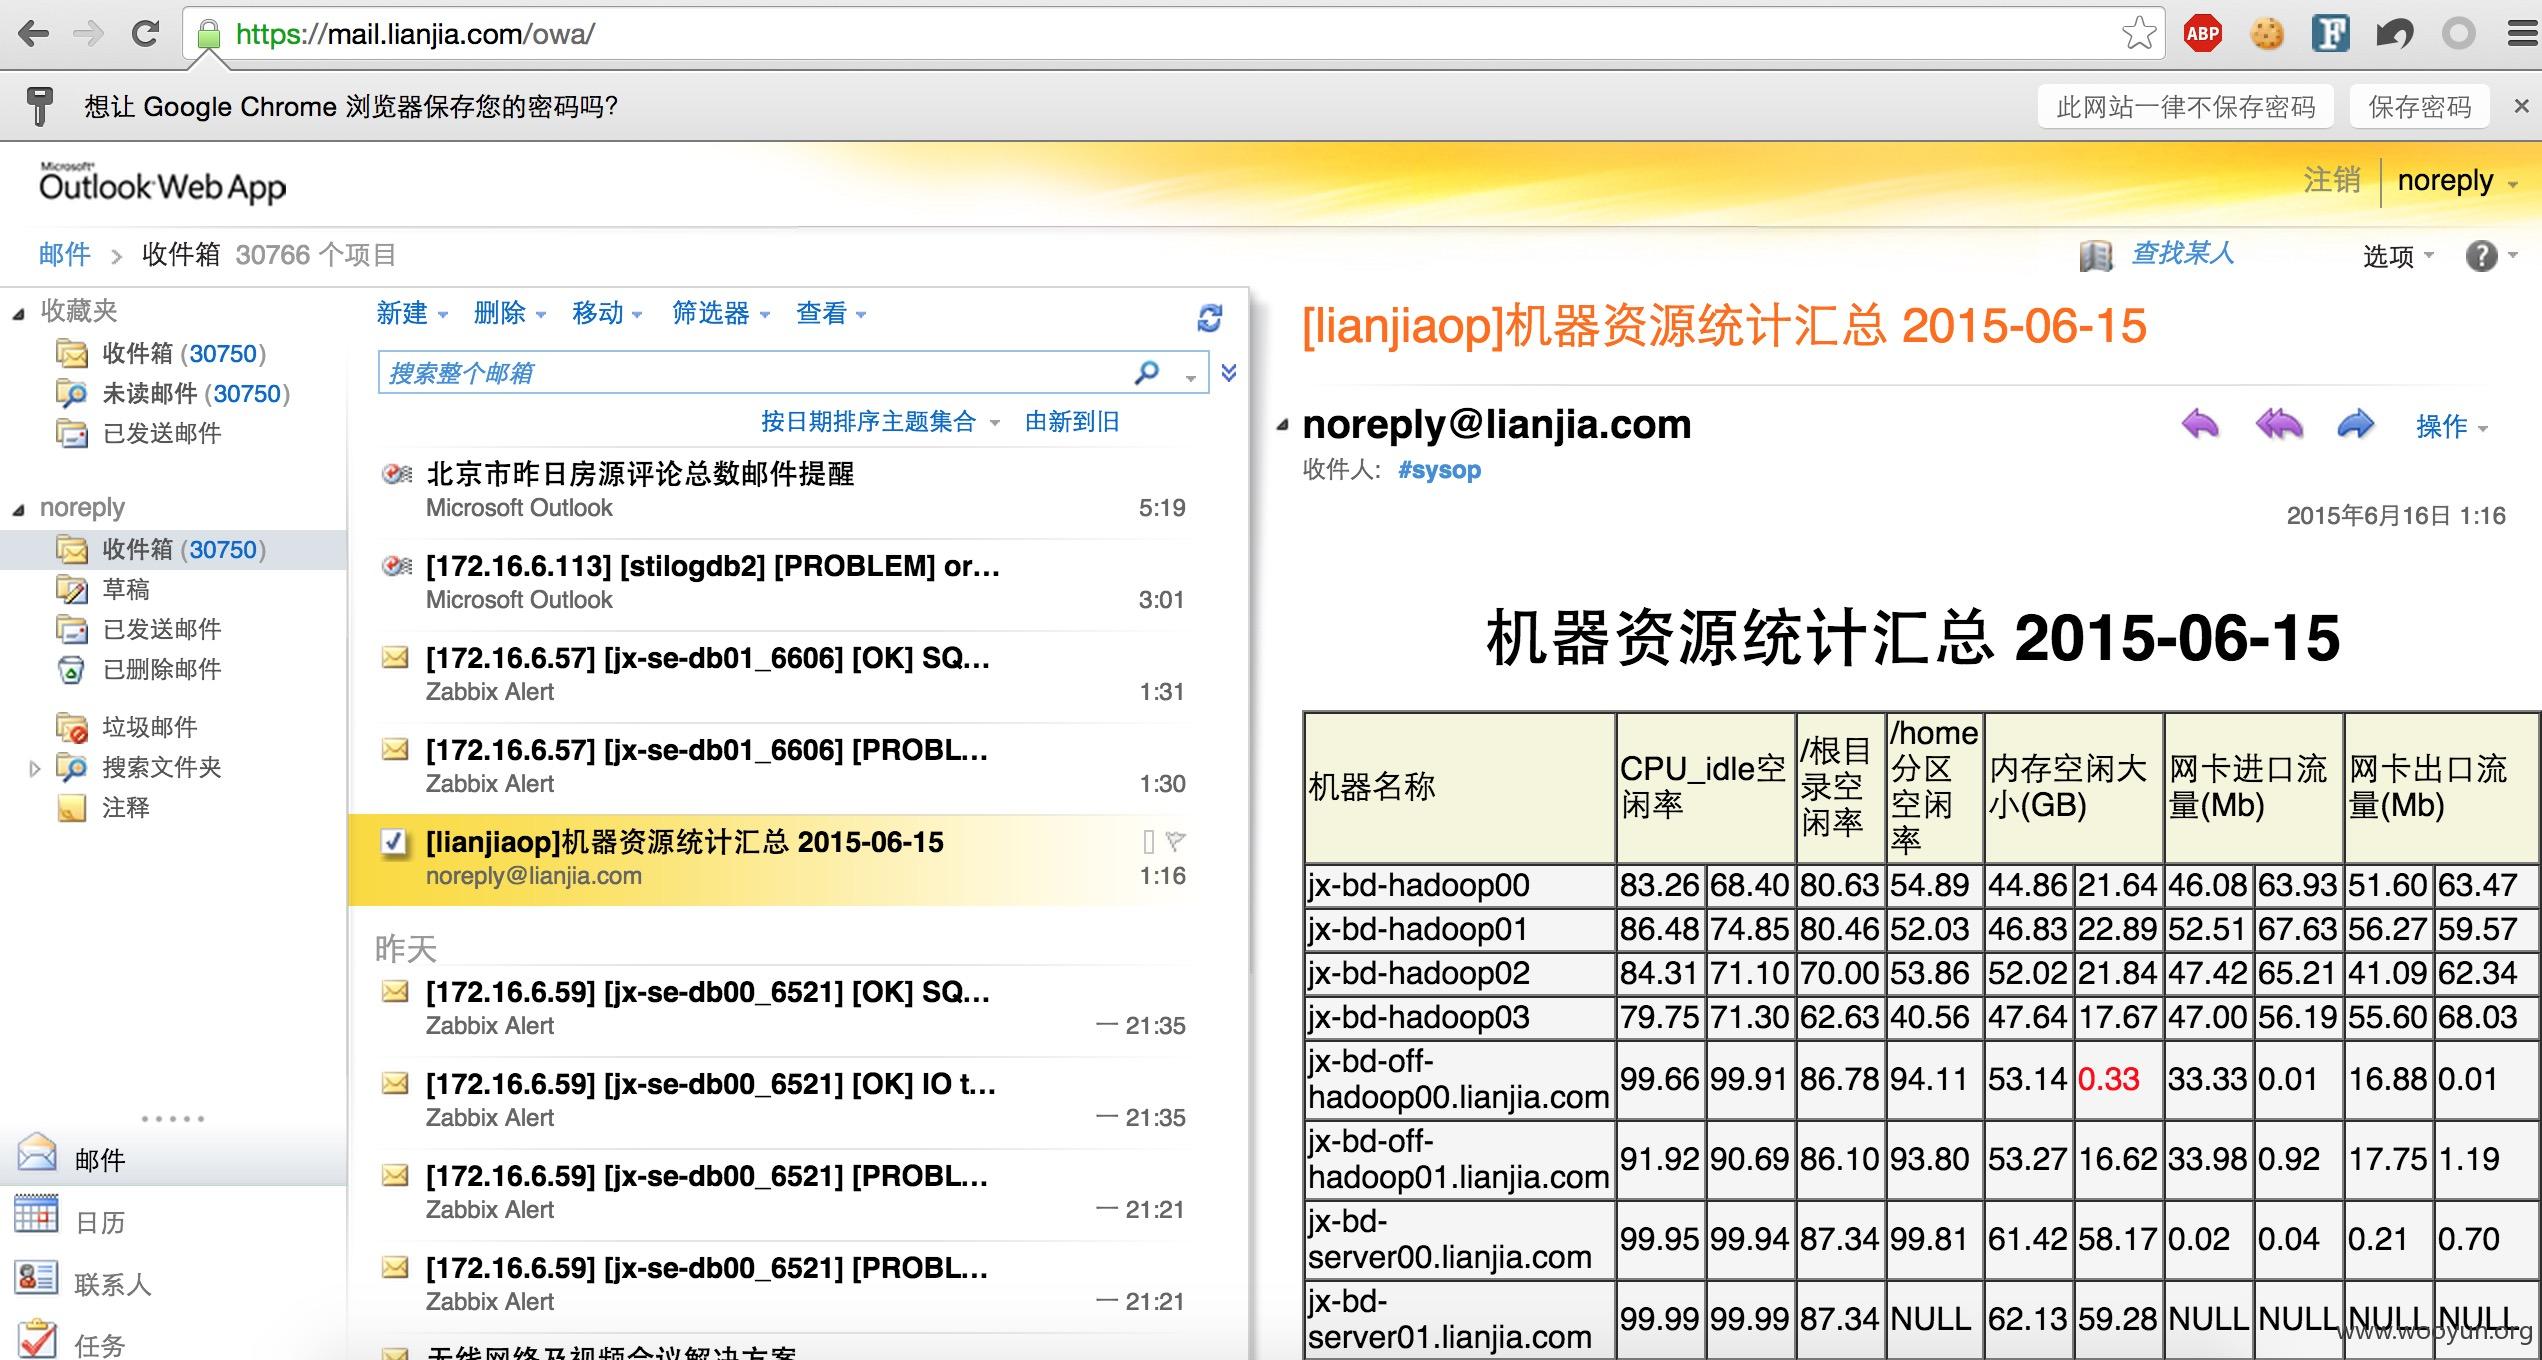 https://mail.lianjia.com/owa/
ABP
想让 Google Chrome 浏览器保存您的密码吗?
此网站一律不保存密码
保存密码
Microsoft
Outlook Web App
注销
noreply
邮件
收件箱 30766 个项目
查找某人
选项
收藏夹
收件箱 (30750)
未读邮件 (30750)
已发送邮件
noreply
收件箱 (30750)
草稿
已发送邮件
已删除邮件
垃圾邮件
搜索文件夹
注释
邮件
日历
联系人
任务
新建 删除 移动 筛选器 查看
搜索整个邮箱
按日期排序主题集合 由新到旧
北京市昨日房源评论总数邮件提醒
Microsoft Outlook 5:19
[172.16.6.113] [stilogdb2] [PROBLEM] or...
Microsoft Outlook 3:01
[172.16.6.57] [jx-se-db01_6606] [OK] SQ...
Zabbix Alert 1:31
[172.16.6.57] [jx-se-db01_6606] [PROBL...
Zabbix Alert 1:30
[lianjiaop]机器资源统计汇总 2015-06-15
noreply@lianjia.com 1:16
昨天
[172.16.6.59] [jx-se-db00_6521] [OK] SQ...
Zabbix Alert 一 21:35
[172.16.6.59] [jx-se-db00_6521] [OK] IO t...
Zabbix Alert 一 21:35
[172.16.6.59] [jx-se-db00_6521] [PROBL...
Zabbix Alert 一 21:21
[172.16.6.59] [jx-se-db00_6521] [PROBL...
Zabbix Alert 一 21:21
无线网络及视频会议解决方案
[lianjiaop]机器资源统计汇总 2015-06-15
noreply@lianjia.com
操作
收件人: #sysop
2015年6月16日 1:16
机器资源统计汇总 2015-06-15
机器名称 CPU_idle空闲率 /根目录空闲率 /home分区空闲率 内存空闲大小(GB) 网卡进口流量(Mb) 网卡出口流量(Mb)
jx-bd-hadoop00 83.26 68.40 80.63 54.89 44.86 21.64 46.08 63.93 51.60 63.47
jx-bd-hadoop01 86.48 74.85 80.46 52.03 46.83 22.89 52.51 67.63 56.27 59.57
jx-bd-hadoop02 84.31 71.10 70.00 53.86 52.02 21.84 47.42 65.21 41.09 62.34
jx-bd-hadoop03 79.75 71.30 62.63 40.56 47.64 17.67 47.00 56.19 55.60 68.03
jx-bd-off-hadoop00.lianjia.com 99.66 99.91 86.78 94.11 53.14 0.33 33.33 0.01 16.88 0.01
jx-bd-off-hadoop01.lianjia.com 91.92 90.69 86.10 93.80 53.27 16.62 33.98 0.92 17.75 1.19
jx-bd-server00.lianjia.com 99.95 99.94 87.34 99.81 61.42 58.17 0.02 0.04 0.21 0.70
jx-bd-server01.lianjia.com 99.99 99.99 87.34 NULL 62.13 59.28 NULL NULL NULL NULL
www.wooyun.org